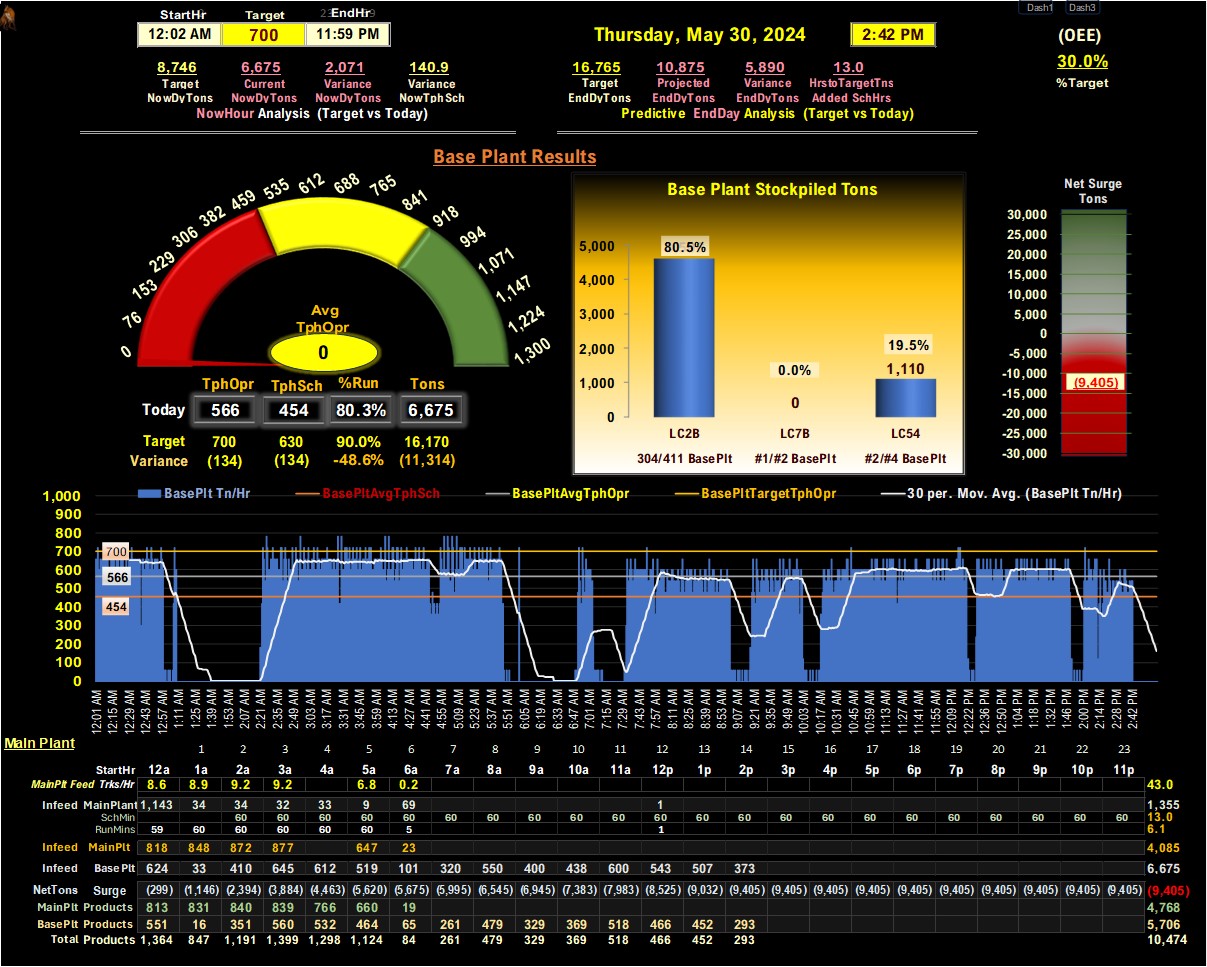 StartHr Target EndHr Dash1 Dash3
12:02 AM 700 11:59 PM Thursday, May 30, 2024 2:42 PM (OEE)
8,746 6,675 2,071 140.9 16,765 10,875 5,890 13.0 30.0%
Target Current Variance Variance Target Projected Variance HrstoTargetTns %Target
NowDyTons NowDyTons NowDyTons NowTphSch EndDyTons EndDyTons EndDyTons Added SchHrs
NowHour Analysis (Target vs Today) Predictive EndDay Analysis (Target vs Today)
Base Plant Results
0 76 153 229 306 382 459 535 612 688 765 841 918 994 1,071 1,147 1,224 1,300
Avg
TphOpr
0
TphOpr TphSch %Run Tons
Today 566 454 80.3% 6,675
Target 700 630 90.0% 16,170
Variance (134) (134) -48.6% (11,314)
Base Plant Stockpiled Tons
5,000
4,000
3,000
2,000
1,000
0
80.5%
0.0%
0
19.5%
1,110
LC2B LC7B LC54
304/411 BasePlt #1/#2 BasePlt #2/#4 BasePlt
Net Surge
Tons
30,000
25,000
20,000
15,000
10,000
5,000
0
-5,000
-10,000
(9,405)
-15,000
-20,000
-25,000
-30,000
BasePlt Tn/Hr BasePltAvgTphSch BasePltAvgTphOpr BasePltTargetTphOpr 30 per. Mov. Avg. (BasePlt Tn/Hr)
1,000
900
800
700
600
500
400
300
200
100
0
700
566
454
12:01 AM 12:15 AM 12:29 AM 12:43 AM 12:57 AM 1:11 AM 1:25 AM 1:39 AM 1:53 AM 2:07 AM 2:21 AM 2:35 AM 2:49 AM 3:03 AM 3:17 AM 3:31 AM 3:45 AM 3:59 AM 4:13 AM 4:27 AM 4:41 AM 4:55 AM 5:09 AM 5:23 AM 5:37 AM 5:51 AM 6:05 AM 6:19 AM 6:33 AM 6:47 AM 7:01 AM 7:15 AM 7:29 AM 7:43 AM 7:57 AM 8:11 AM 8:25 AM 8:39 AM 8:53 AM 9:07 AM 9:21 AM 9:35 AM 9:49 AM 10:03 AM 10:17 AM 10:31 AM 10:45 AM 10:59 AM 11:13 AM 11:27 AM 11:41 AM 11:55 AM 12:09 PM 12:22 PM 12:36 PM 12:50 PM 1:04 PM 1:18 PM 1:32 PM 1:46 PM 2:00 PM 2:14 PM 2:28 PM 2:42 PM
Main Plant
1 2 3 4 5 6 7 8 9 10 11 12 13 14 15 16 17 18 19 20 21 22 23
StartHr 12a 1a 2a 3a 4a 5a 6a 7a 8a 9a 10a 11a 12p 1p 2p 3p 4p 5p 6p 7p 8p 9p 10p 11p
MainPlt Feed Trks/Hr 8.6 8.9 9.2 9.2 6.8 0.2 43.0
Infeed MainPlant 1,143 34 34 32 33 9 69 1 1,355
SchMin 60 60 60 60 60 60 60 60 60 60 60 60 60 60 60 60 60 60 60 60 60 60 13.0
RunMins 59 60 60 60 60 60 5 1 6.1
Infeed MainPlt 818 848 872 877 647 23 4,085
Infeed BasePlt 624 33 410 645 612 519 101 320 550 400 438 600 543 507 373 6,675
NetTons Surge (299) (1,146) (2,394) (3,884) (4,463) (5,620) (5,675) (5,995) (6,545) (6,945) (7,383) (7,983) (8,525) (9,032) (9,405) (9,405) (9,405) (9,405) (9,405) (9,405) (9,405) (9,405) (9,405) (9,405) (9,405)
MainPlt Products 813 831 840 839 766 660 19 4,768
BasePlt Products 551 16 351 560 532 464 65 261 479 329 369 518 466 452 293 5,706
Total Products 1,364 847 1,191 1,399 1,298 1,124 84 261 479 329 369 518 466 452 293 10,474